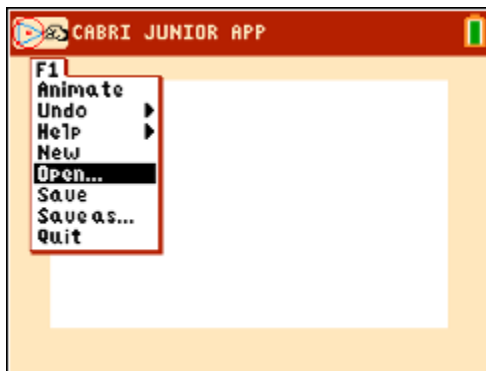 CABRI JUNIOR APP
F1
Animate
Undo
Help
New
Open...
Save
Save as...
Quit